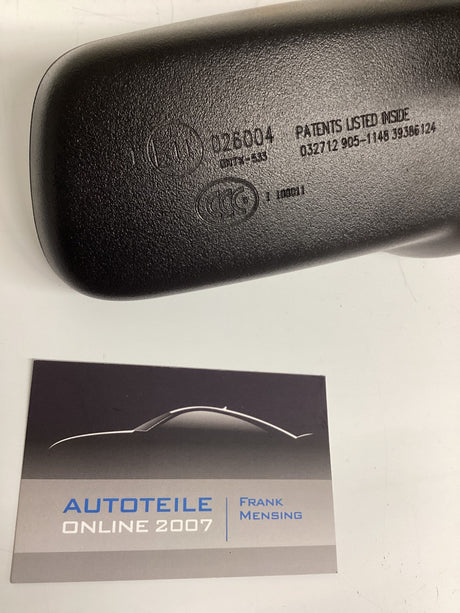 026004
PATENTS LISTED INSIDE
032712 905-1148 39386124
I 100011
AUTOTEILE
ONLINE 2007
FRANK
MENSING